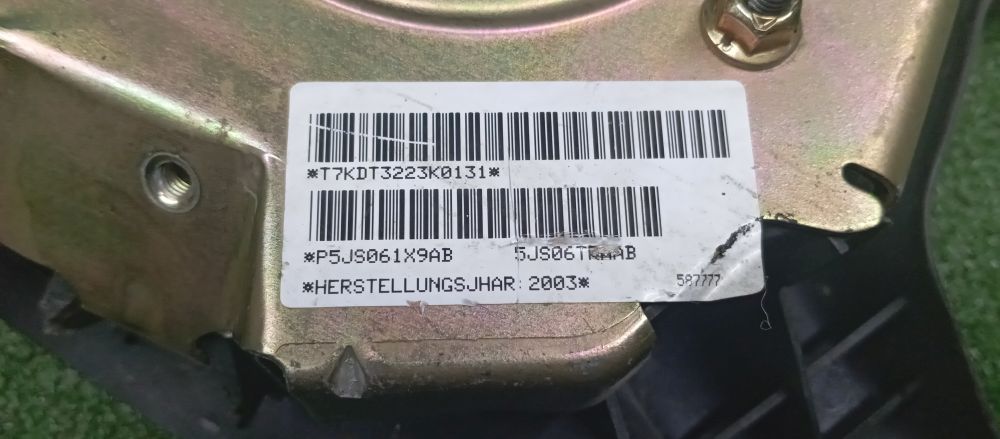 *T7KDT3223K0131*
*P5JS061X9AB
*HERSTELLUNGSJHAR:2003* 587777